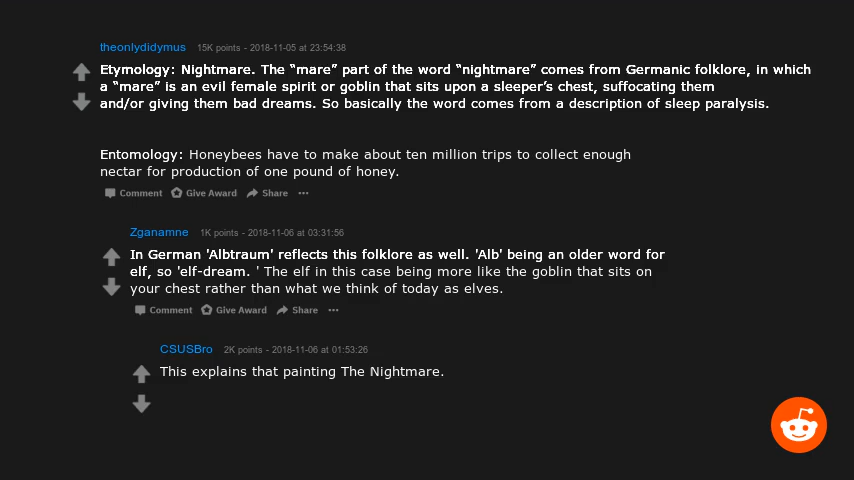 theonlydidymus 15K points - 2018-11-05 at 23:54:38
Etymology: Nightmare. The “mare” part of the word “nightmare” comes from Germanic folklore, in which
a “mare” is an evil female spirit or goblin that sits upon a sleeper’s chest, suffocating them
and/or giving them bad dreams. So basically the word comes from a description of sleep paralysis.
Entomology: Honeybees have to make about ten million trips to collect enough
nectar for production of one pound of honey.
Comment Give Award Share ...
Zganamne 1K points - 2018-11-06 at 03:31:56
In German 'Albtraum' reflects this folklore as well. 'Alb' being an older word for
elf, so 'elf-dream. ' The elf in this case being more like the goblin that sits on
your chest rather than what we think of today as elves.
Comment Give Award Share ...
CSUSBro 2K points - 2018-11-06 at 01:53:26
This explains that painting The Nightmare.